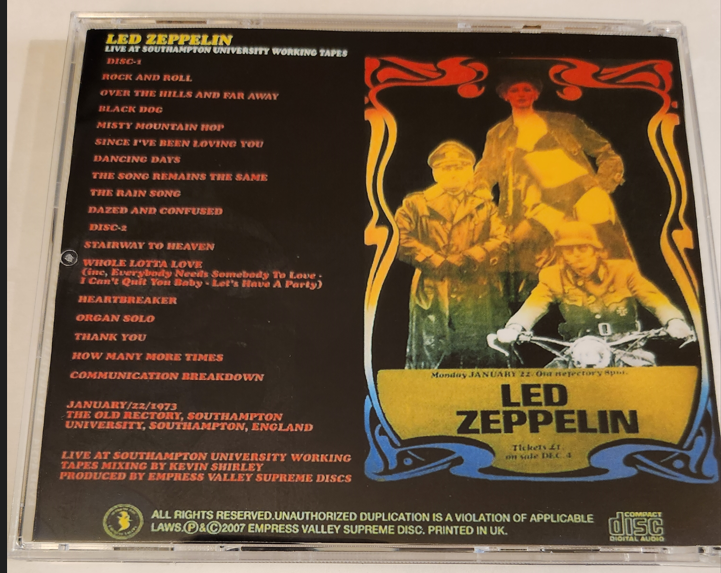 LED ZEPPELIN
LIVE AT SOUTHAMPTON UNIVERSITY WORKING TAPES
DISC-1
ROCK AND ROLL
OVER THE HILLS AND FAR AWAY
BLACK DOG
MISTY MOUNTAIN HOP
SINCE I'VE BEEN LOVING YOU
DANCING DAYS
THE SONG REMAINS THE SAME
THE RAIN SONG
DAZED AND CONFUSED
DISC-2
STAIRWAY TO HEAVEN
WHOLE LOTTA LOVE
(inc, Everybody Needs Somebody To Love -
I Can't Quit You Baby - Let's Have A Party)
HEARTBREAKER
ORGAN SOLO
THANK YOU
HOW MANY MORE TIMES
COMMUNICATION BREAKDOWN
JANUARY/22/1973
THE OLD RECTORY, SOUTHAMPTON
UNIVERSITY, SOUTHAMPTON, ENGLAND
LIVE AT SOUTHAMPTON UNIVERSITY WORKING
TAPES MIXING BY KEVIN SHIRLEY
PRODUCED BY EMPRESS VALLEY SUPREME DISCS
Monday JANUARY 22. Old Refectory 8pm.
LED
ZEPPELIN
Tickets £1.
on sale DEC. 4
ALL RIGHTS RESERVED.UNAUTHORIZED DUPLICATION IS A VIOLATION OF APPLICABLE
LAWS.Ⓟ&Ⓒ2007 EMPRESS VALLEY SUPREME DISC. PRINTED IN UK.
COMPACT
disc
DIGITAL AUDIO